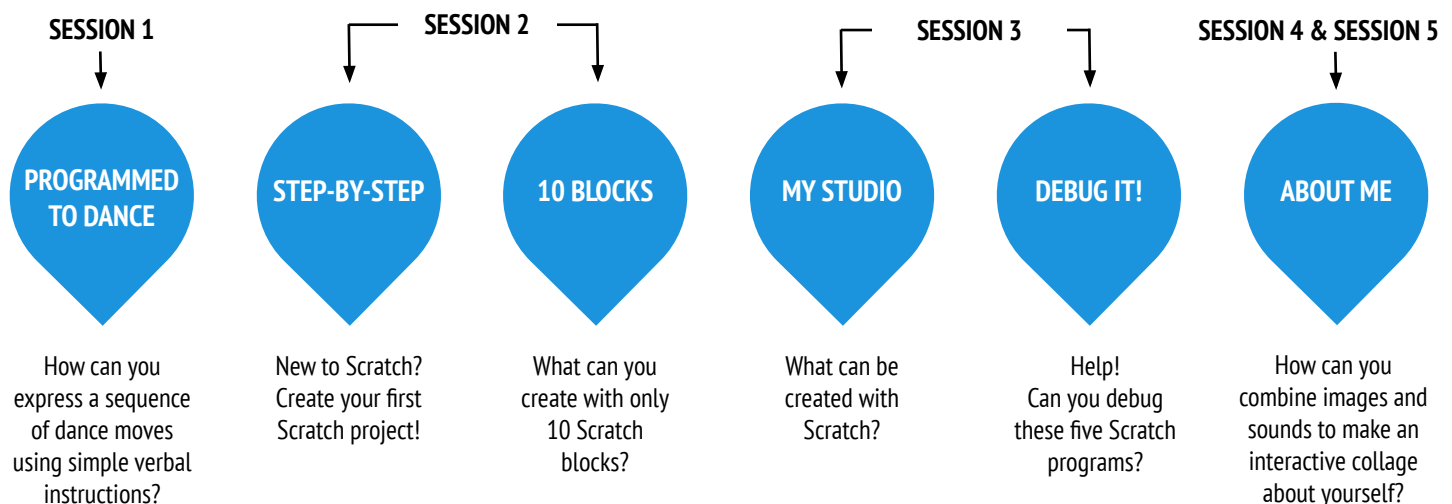 SESSION 1
SESSION 2
SESSION 3
SESSION 4 & SESSION 5
PROGRAMMED
TO DANCE
STEP-BY-STEP
10 BLOCKS
MY STUDIO
DEBUG IT!
ABOUT ME
How can you
express a sequence
of dance moves
using simple verbal
instructions?
New to Scratch?
Create your first
Scratch project!
What can you
create with only
10 Scratch
blocks?
What can be
created with
Scratch?
Help!
Can you debug
these five Scratch
programs?
How can you
combine images and
sounds to make an
interactive collage
about yourself?